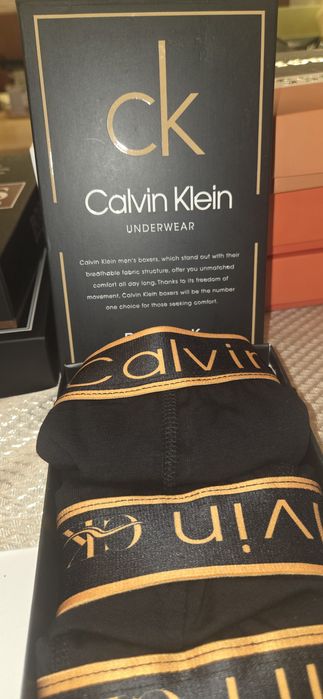 ck
Calvin Klein
UNDERWEAR
Calvin Klein men's boxers, which stand out with their
breathable fabric structure, offer you unmatched
comfort all day long. Thanks to its freedom of
movement, Calvin Klein boxers will be the number
one choice for those seeking comfort.
Calvin
CK